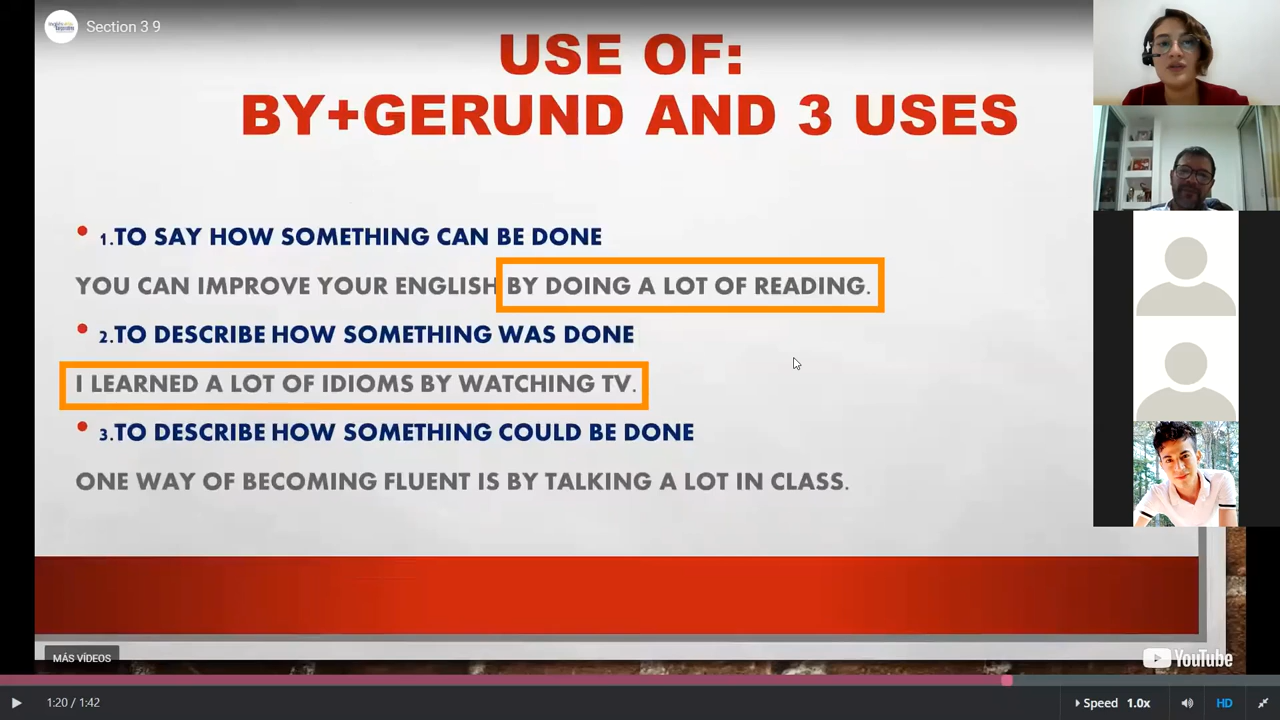 Section 3 9
USE OF:
BY+GERUND AND 3 USES
• 1.TO SAY HOW SOMETHING CAN BE DONE
YOU CAN IMPROVE YOUR ENGLISH BY DOING A LOT OF READING.
• 2.TO DESCRIBE HOW SOMETHING WAS DONE
I LEARNED A LOT OF IDIOMS BY WATCHING TV.
• 3.TO DESCRIBE HOW SOMETHING COULD BE DONE
ONE WAY OF BECOMING FLUENT IS BY TALKING A LOT IN CLASS.
MÁS VÍDEOS
YouTube
1:20 / 1:42
Speed 1.0x
HD